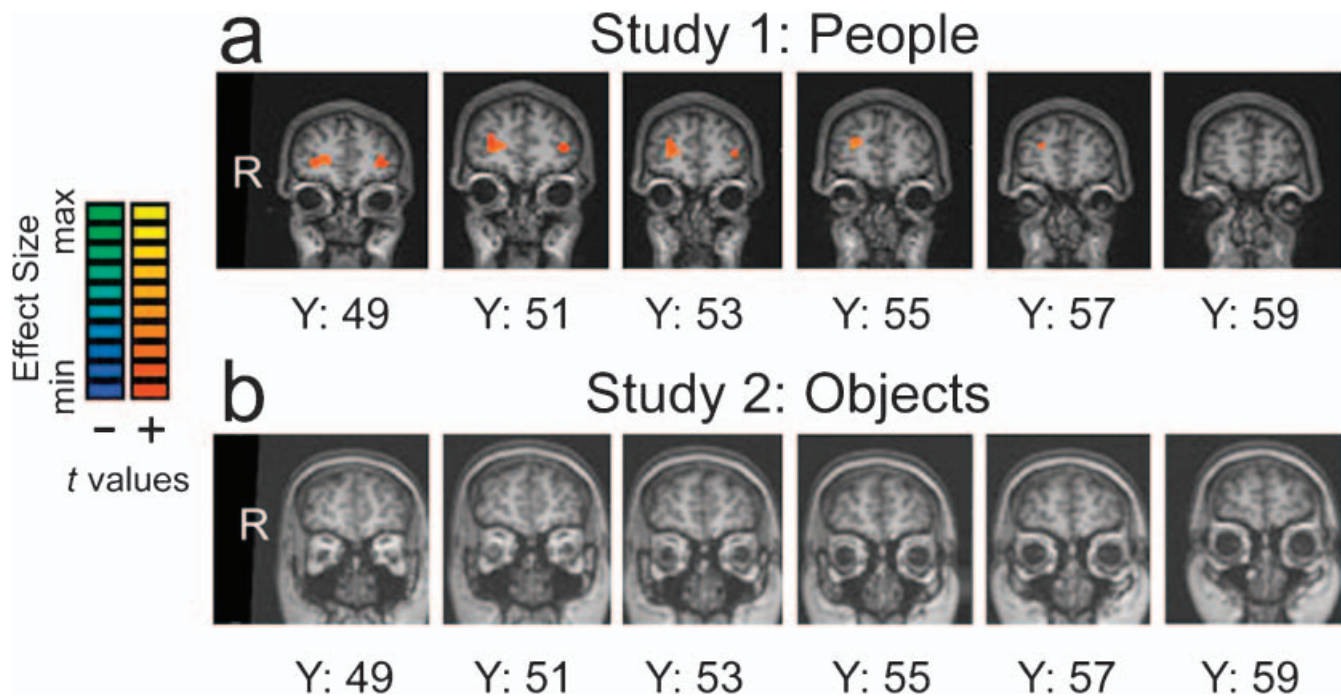 a Study 1: People
R
Y: 49 Y: 51 Y: 53 Y: 55 Y: 57 Y: 59
Effect Size
min max
- +
t values
b Study 2: Objects
R
Y: 49 Y: 51 Y: 53 Y: 55 Y: 57 Y: 59